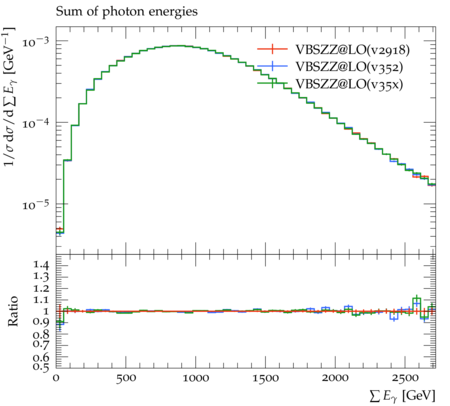 Sum of photon energies
1/σ dσ/d ∑ Eγ [GeV⁻¹]
10⁻³
10⁻⁴
10⁻⁵
VBSZZ@LO(v2918)
VBSZZ@LO(v352)
VBSZZ@LO(v35x)
Ratio
1.4
1.3
1.2
1.1
1
0.9
0.8
0.7
0.6
0.5
0 500 1000 1500 2000 2500
∑ Eγ [GeV]